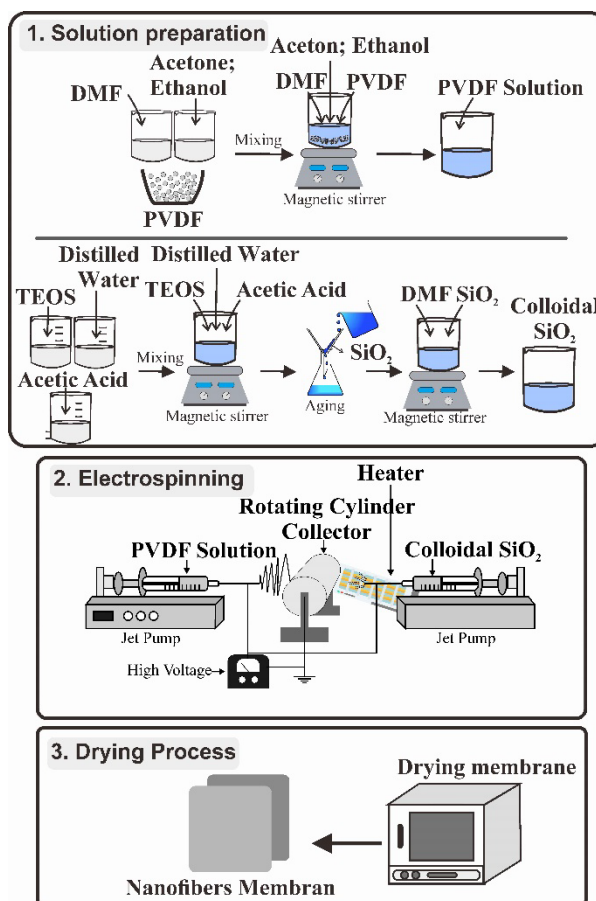 1. Solution preparation
Acetone;
Ethanol
DMF
PVDF
Mixing
Aceton; Ethanol
DMF
PVDF
Magnetic stirrer
PVDF Solution
Distilled
Water
TEOS
Acetic Acid
Mixing
Distilled Water
TEOS
Acetic Acid
Magnetic stirrer
SiO₂
Aging
DMF SiO₂
Magnetic stirrer
Colloidal
SiO₂
2. Electrospinning
Heater
Rotating Cylinder
Collector
PVDF Solution
Colloidal SiO₂
Jet Pump
Jet Pump
High Voltage
3. Drying Process
Drying membrane
Nanofibers Membran